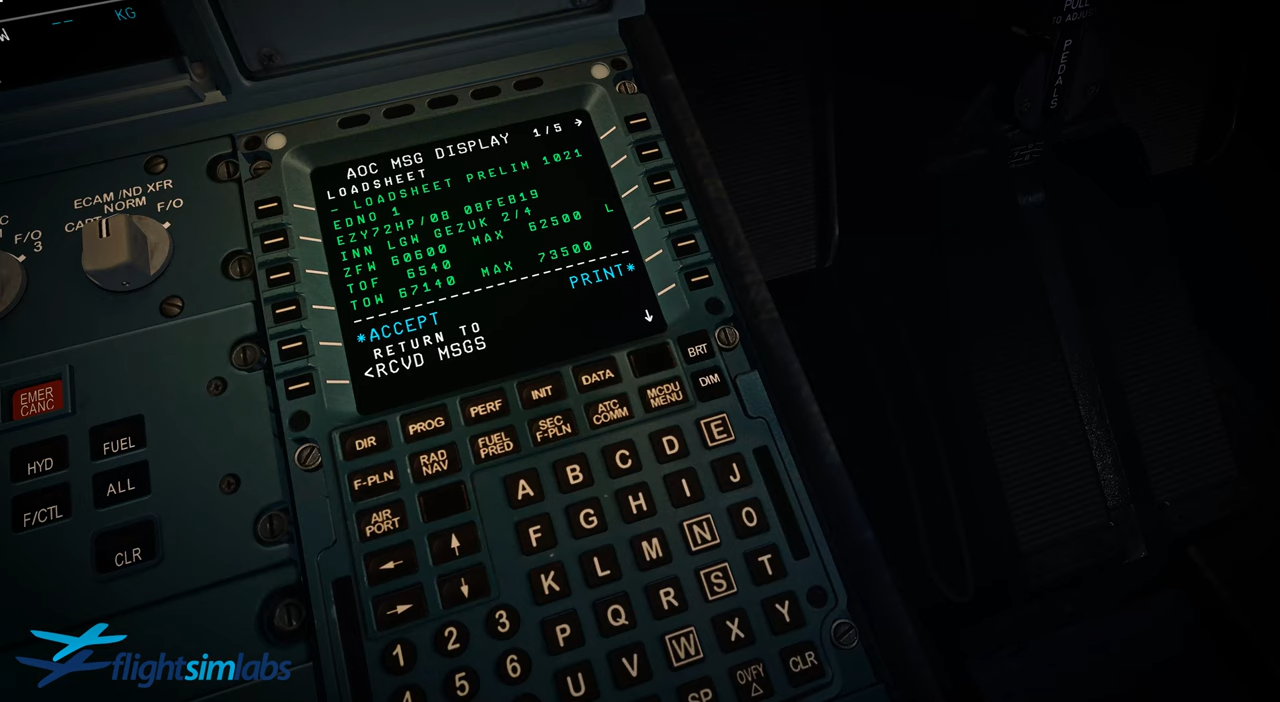 KG
PULL
TO ADJUST
PEDALS
AOC MSG DISPLAY 1/5 →
LOADSHEET
- LOADSHEET PRELIM 1021
EDNO 1
EZY72HP/08 08FEB19
INN LGW GEZUK 2/4
ZFW 60600 MAX 62500 L
TOF 6540
TOW 67140 MAX 73500
PRINT*
*ACCEPT
RETURN TO
<RCVD MSGS
↓
ECAM /ND XFR
NORM
CAPT F/O
F/O
3
EMER
CANC
HYD
FUEL
F/CTL
ALL
CLR
DIR PROG PERF INIT DATA BRT
F-PLN RAD NAV FUEL PRED SEC F-PLN ATC COMM MCDU MENU DIM
AIR PORT
← ↑
→ ↓
A B C D E
F G H I J
K L M N O
P Q R S T
U V W X Y
SP OVFY △ CLR
1 2 3
4 5 6
flightsimlabs